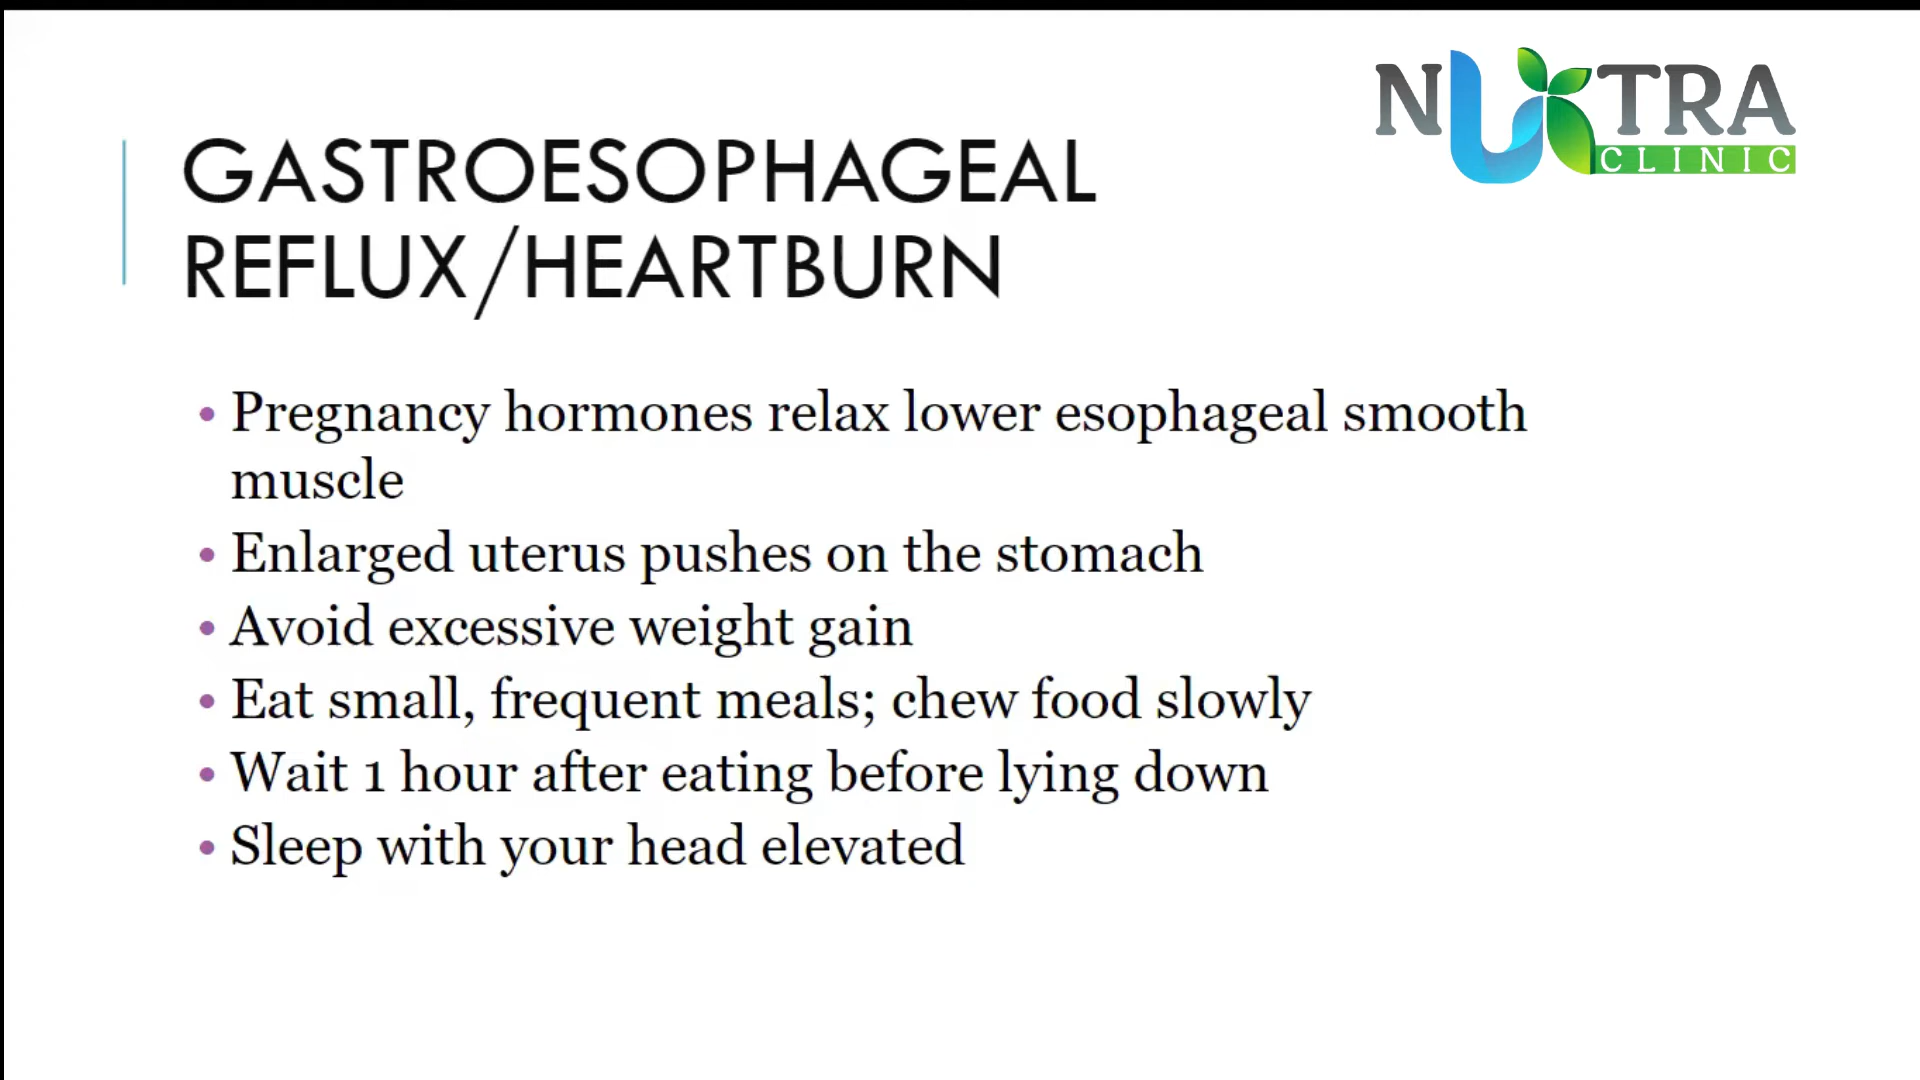 NUTRA
CLINIC
GASTROESOPHAGEAL
REFLUX/HEARTBURN
• Pregnancy hormones relax lower esophageal smooth
muscle
• Enlarged uterus pushes on the stomach
• Avoid excessive weight gain
• Eat small, frequent meals; chew food slowly
• Wait 1 hour after eating before lying down
• Sleep with your head elevated